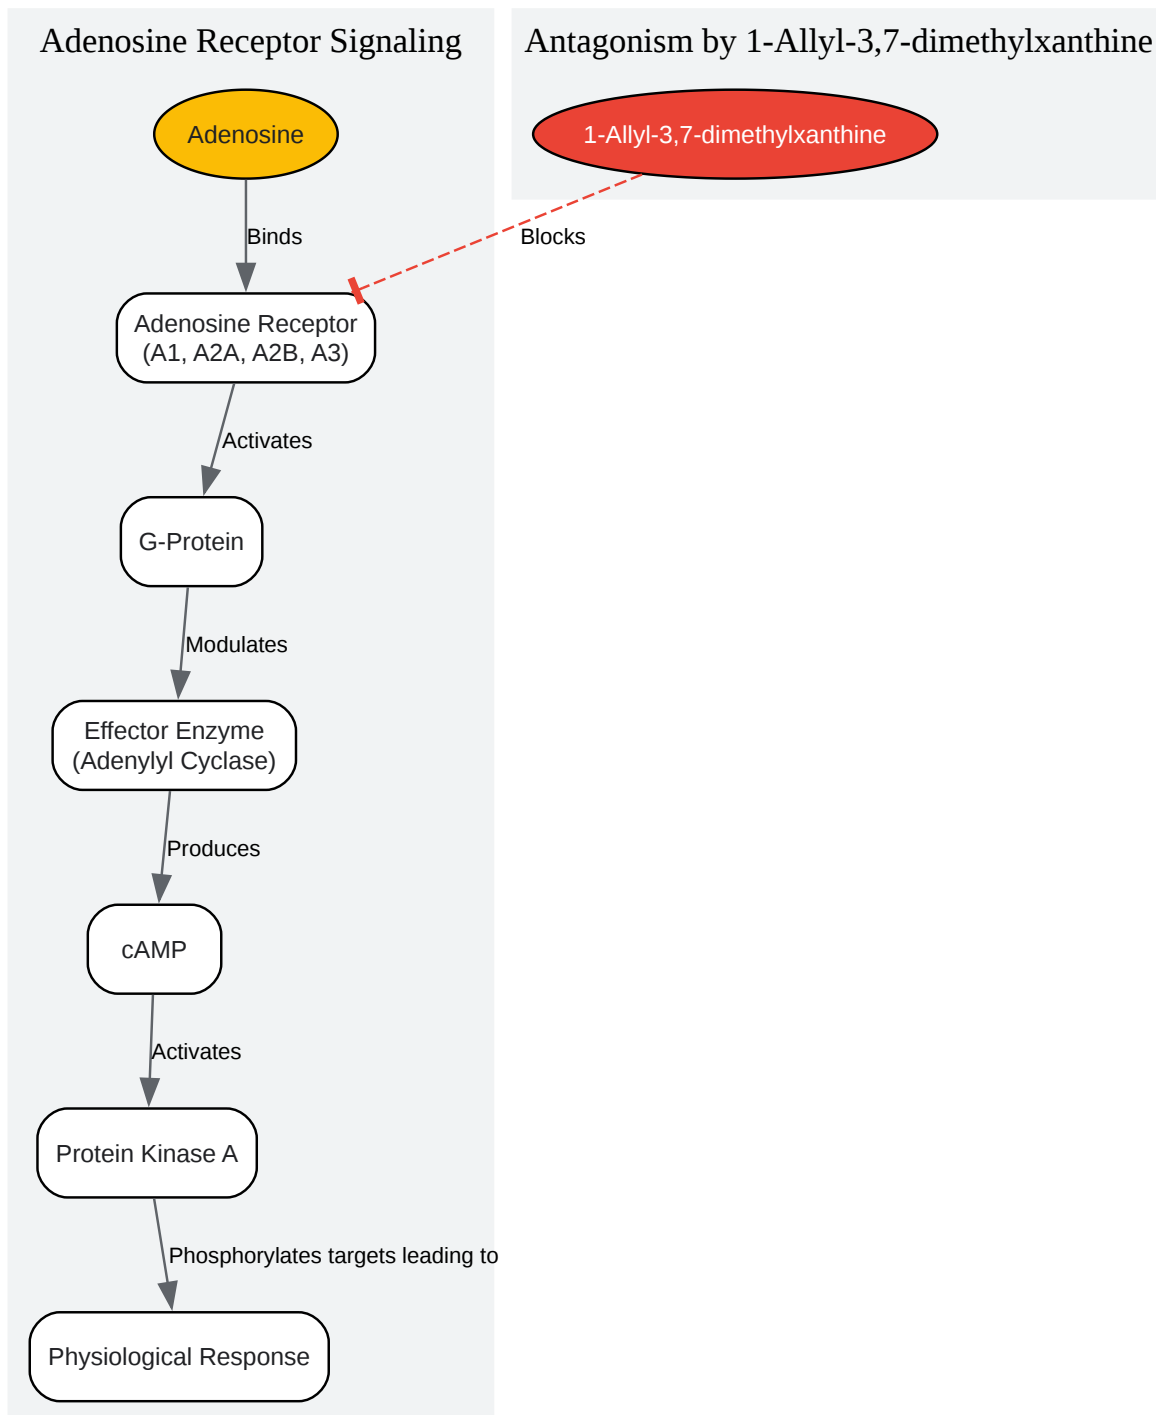 Adenosine Receptor Signaling
Antagonism by 1-Allyl-3,7-dimethylxanthine
Adenosine
1-Allyl-3,7-dimethylxanthine
Binds
Blocks
Adenosine Receptor
(A1, A2A, A2B, A3)
Activates
G-Protein
Modulates
Effector Enzyme
(Adenylyl Cyclase)
Produces
cAMP
Activates
Protein Kinase A
Phosphorylates targets leading to
Physiological Response